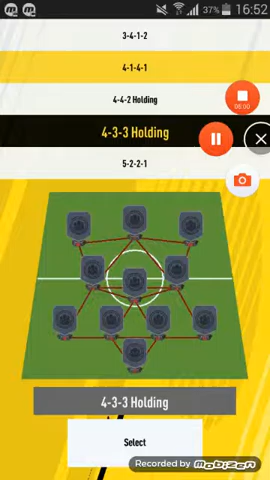 37% 16:52
3-4-1-2
4-1-4-1
4-4-2 Holding
00:00
4-3-3 Holding
5-2-2-1
4-3-3 Holding
Select
Recorded by MOBIZEN